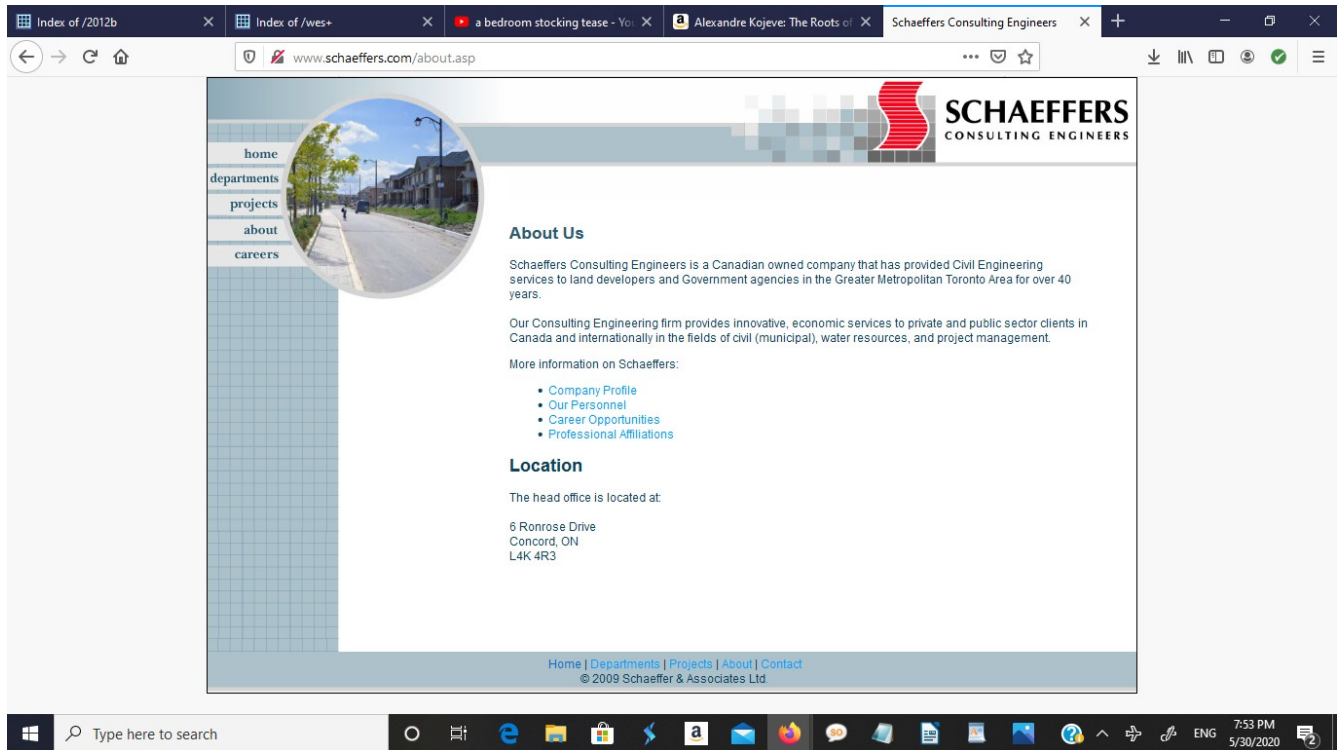 Index of /2012b
Index of /wes+
a bedroom stocking tease - You
Alexandre Kojeve: The Roots of
Schaeffers Consulting Engineers
www.schaeffers.com/about.asp
SCHAEFFERS
CONSULTING ENGINEERS
home
departments
projects
about
careers
About Us
Schaeffers Consulting Engineers is a Canadian owned company that has provided Civil Engineering
services to land developers and Government agencies in the Greater Metropolitan Toronto Area for over 40
years.
Our Consulting Engineering firm provides innovative, economic services to private and public sector clients in
Canada and internationally in the fields of civil (municipal), water resources, and project management.
More information on Schaeffers:
• Company Profile
• Our Personnel
• Career Opportunities
• Professional Affiliations
Location
The head office is located at:
6 Ronrose Drive
Concord, ON
L4K 4R3
Home | Departments | Projects | About | Contact
© 2009 Schaeffer & Associates Ltd.
Type here to search
ENG
7:53 PM
5/30/2020
2